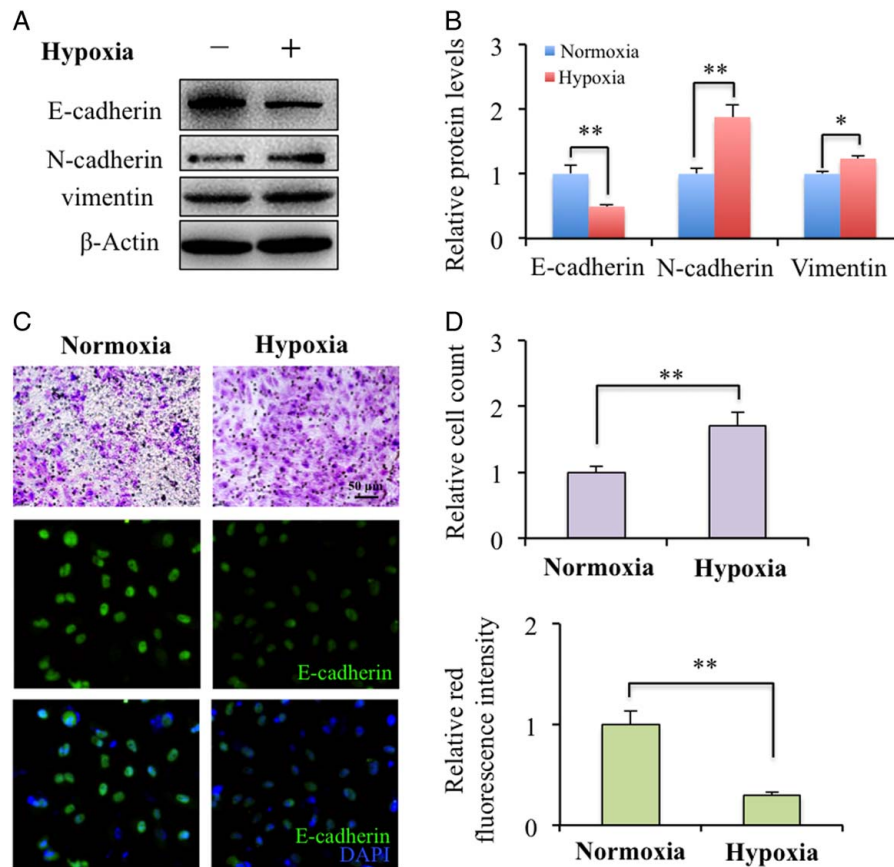 A
Hypoxia − +
E-cadherin
N-cadherin
vimentin
β-Actin
B
Relative protein levels
3
2
1
0
Normoxia
Hypoxia
**
**
*
E-cadherin N-cadherin Vimentin
C
Normoxia Hypoxia
50 μm
E-cadherin
E-cadherin
DAPI
D
Relative cell count
3
2
1
0
**
Normoxia Hypoxia
Relative red
fluorescence intensity
2
1
0
**
Normoxia Hypoxia